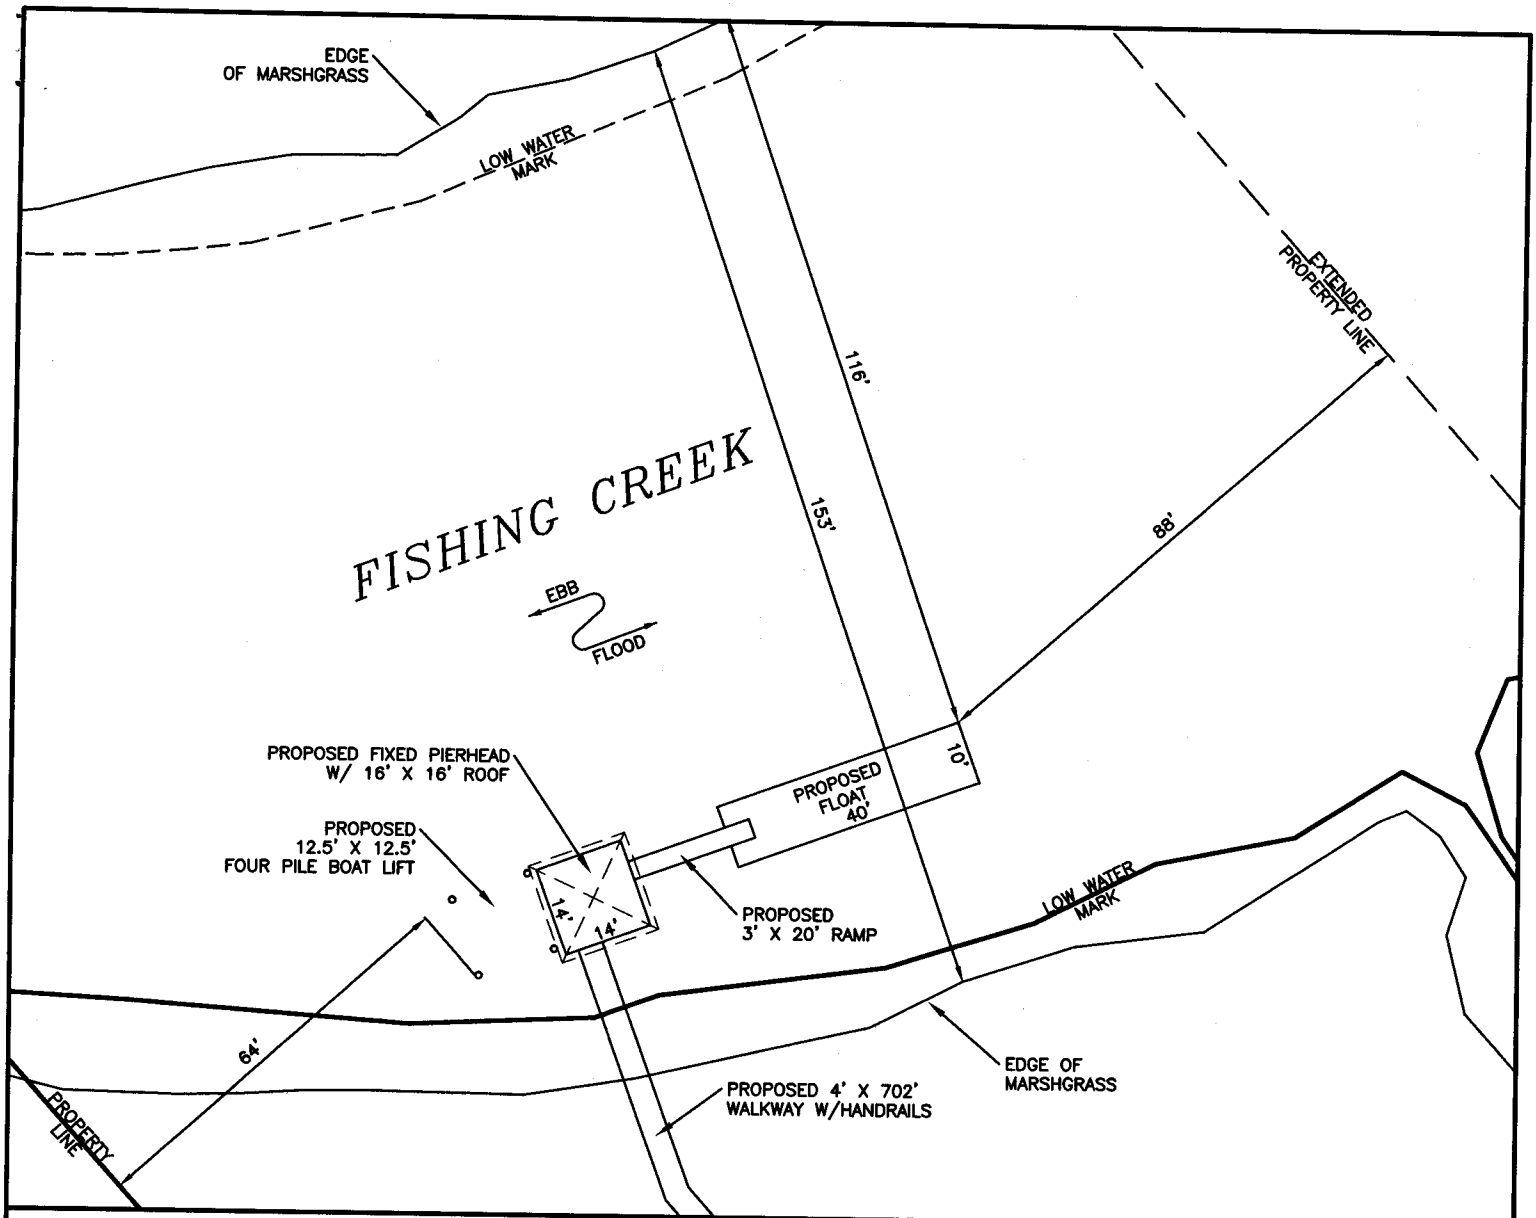 EDGE
OF MARSHGRASS
LOW WATER
MARK
EXTENDED
PROPERTY LINE
116'
153'
88'
FISHING CREEK
EBB
FLOOD
PROPOSED FIXED PIERHEAD
W/ 16' X 16' ROOF
10'
PROPOSED
FLOAT
40'
PROPOSED
12.5' X 12.5'
FOUR PILE BOAT LIFT
14'
14'
PROPOSED
3' X 20' RAMP
LOW WATER
MARK
64'
EDGE OF
MARSHGRASS
PROPOSED 4' X 702'
WALKWAY W/HANDRAILS
PROPERTY
LINE